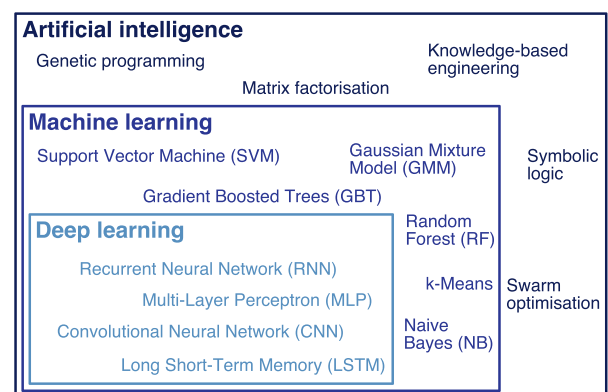 Artificial intelligence
Genetic programming
Knowledge-based
engineering
Matrix factorisation
Machine learning
Support Vector Machine (SVM)
Gaussian Mixture
Model (GMM)
Symbolic
logic
Gradient Boosted Trees (GBT)
Deep learning
Random
Forest (RF)
Recurrent Neural Network (RNN)
k-Means
Swarm
optimisation
Multi-Layer Perceptron (MLP)
Convolutional Neural Network (CNN)
Naive
Bayes (NB)
Long Short-Term Memory (LSTM)